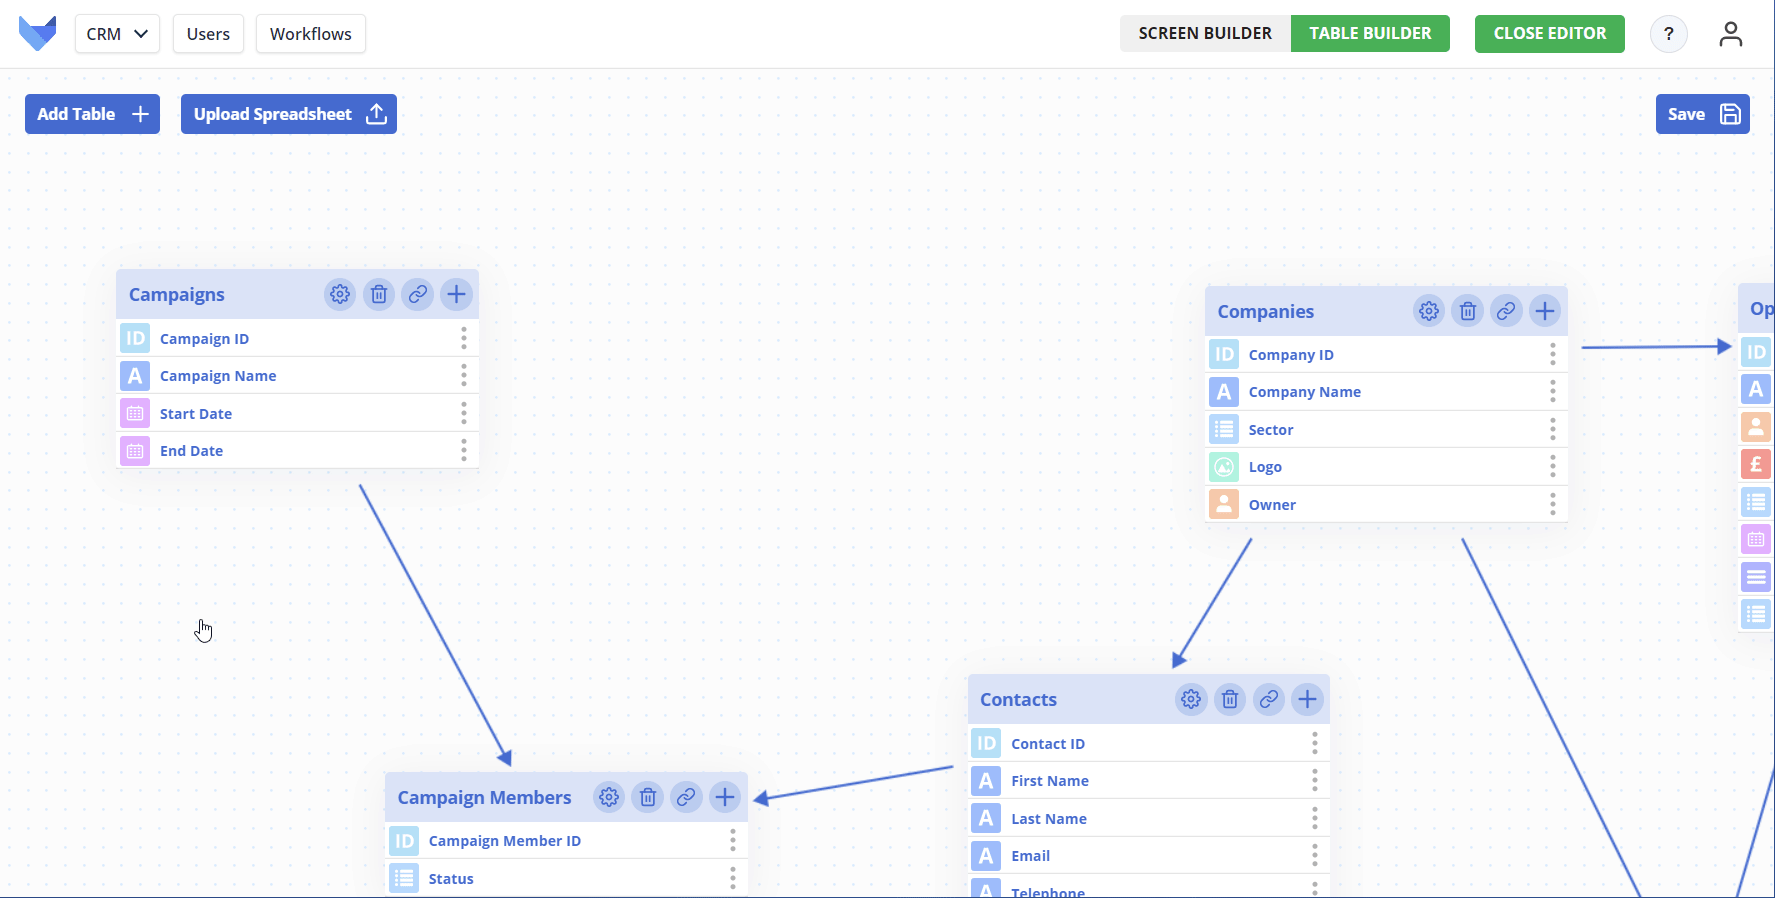 CRM
Users
Workflows
SCREEN BUILDER
TABLE BUILDER
CLOSE EDITOR
?
Add Table
Upload Spreadsheet
Save
Campaigns
ID Campaign ID
A Campaign Name
Start Date
End Date
Companies
ID Company ID
A Company Name
Sector
Logo
Owner
Op
ID
A
£
Contacts
ID Contact ID
A First Name
A Last Name
A Email
A Telephone
Campaign Members
ID Campaign Member ID
Status